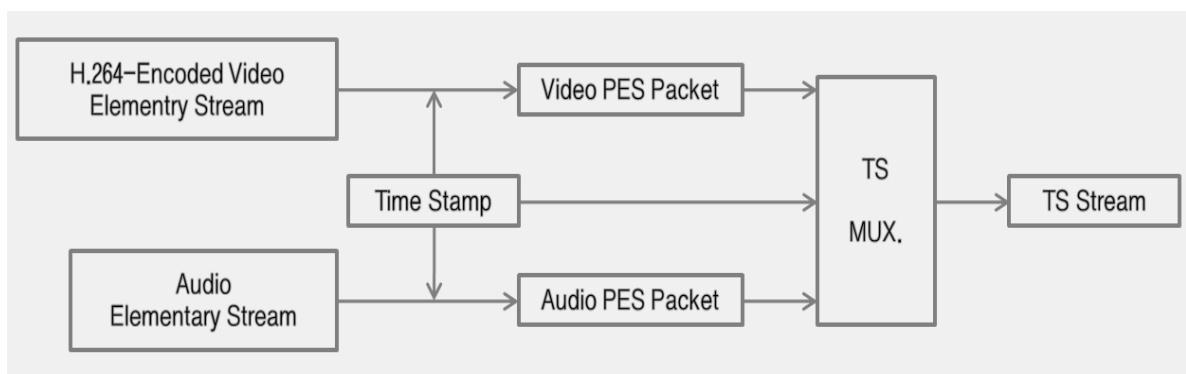 H.264-Encoded Video
Elementry Stream
Video PES Packet
TS
MUX.
Time Stamp
TS Stream
Audio
Elementary Stream
Audio PES Packet